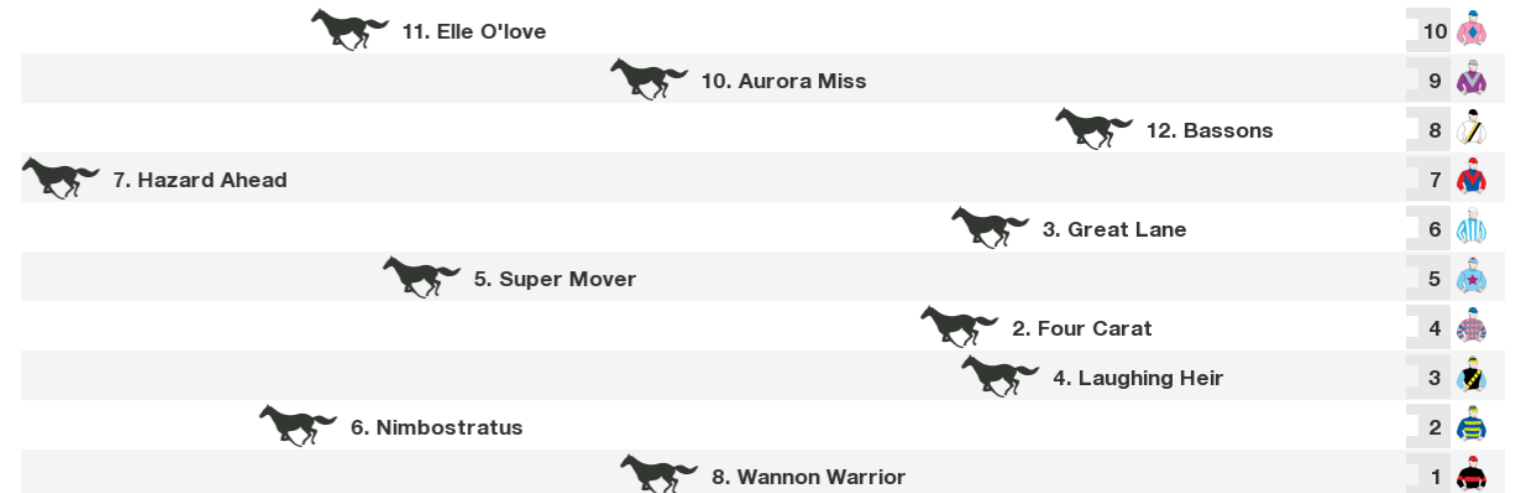 11. Elle O'love 10
10. Aurora Miss 9
12. Bassons 8
7. Hazard Ahead 7
3. Great Lane 6
5. Super Mover 5
2. Four Carat 4
4. Laughing Heir 3
6. Nimbostratus 2
8. Wannon Warrior 1